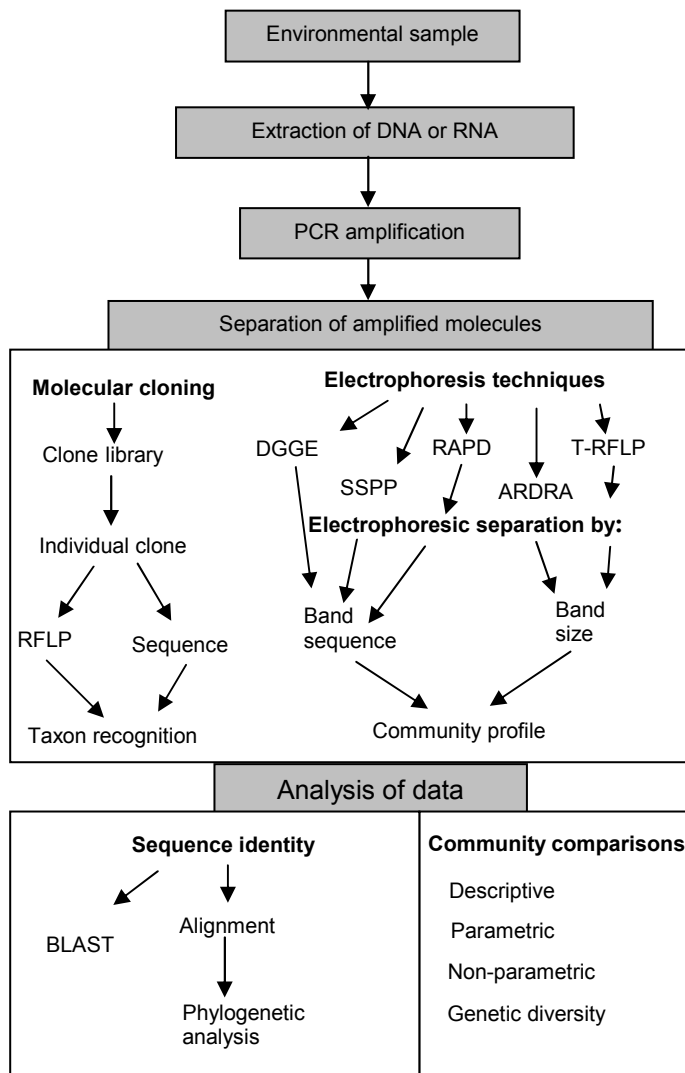 Environmental sample
Extraction of DNA or RNA
PCR amplification
Separation of amplified molecules
Molecular cloning
Clone library
Individual clone
RFLP
Sequence
Taxon recognition
Electrophoresis techniques
DGGE
SSPP
RAPD
ARDRA
T-RFLP
Electrophoresic separation by:
Band
sequence
Band
size
Community profile
Analysis of data
Sequence identity
BLAST
Alignment
Phylogenetic
analysis
Community comparisons
Descriptive
Parametric
Non-parametric
Genetic diversity